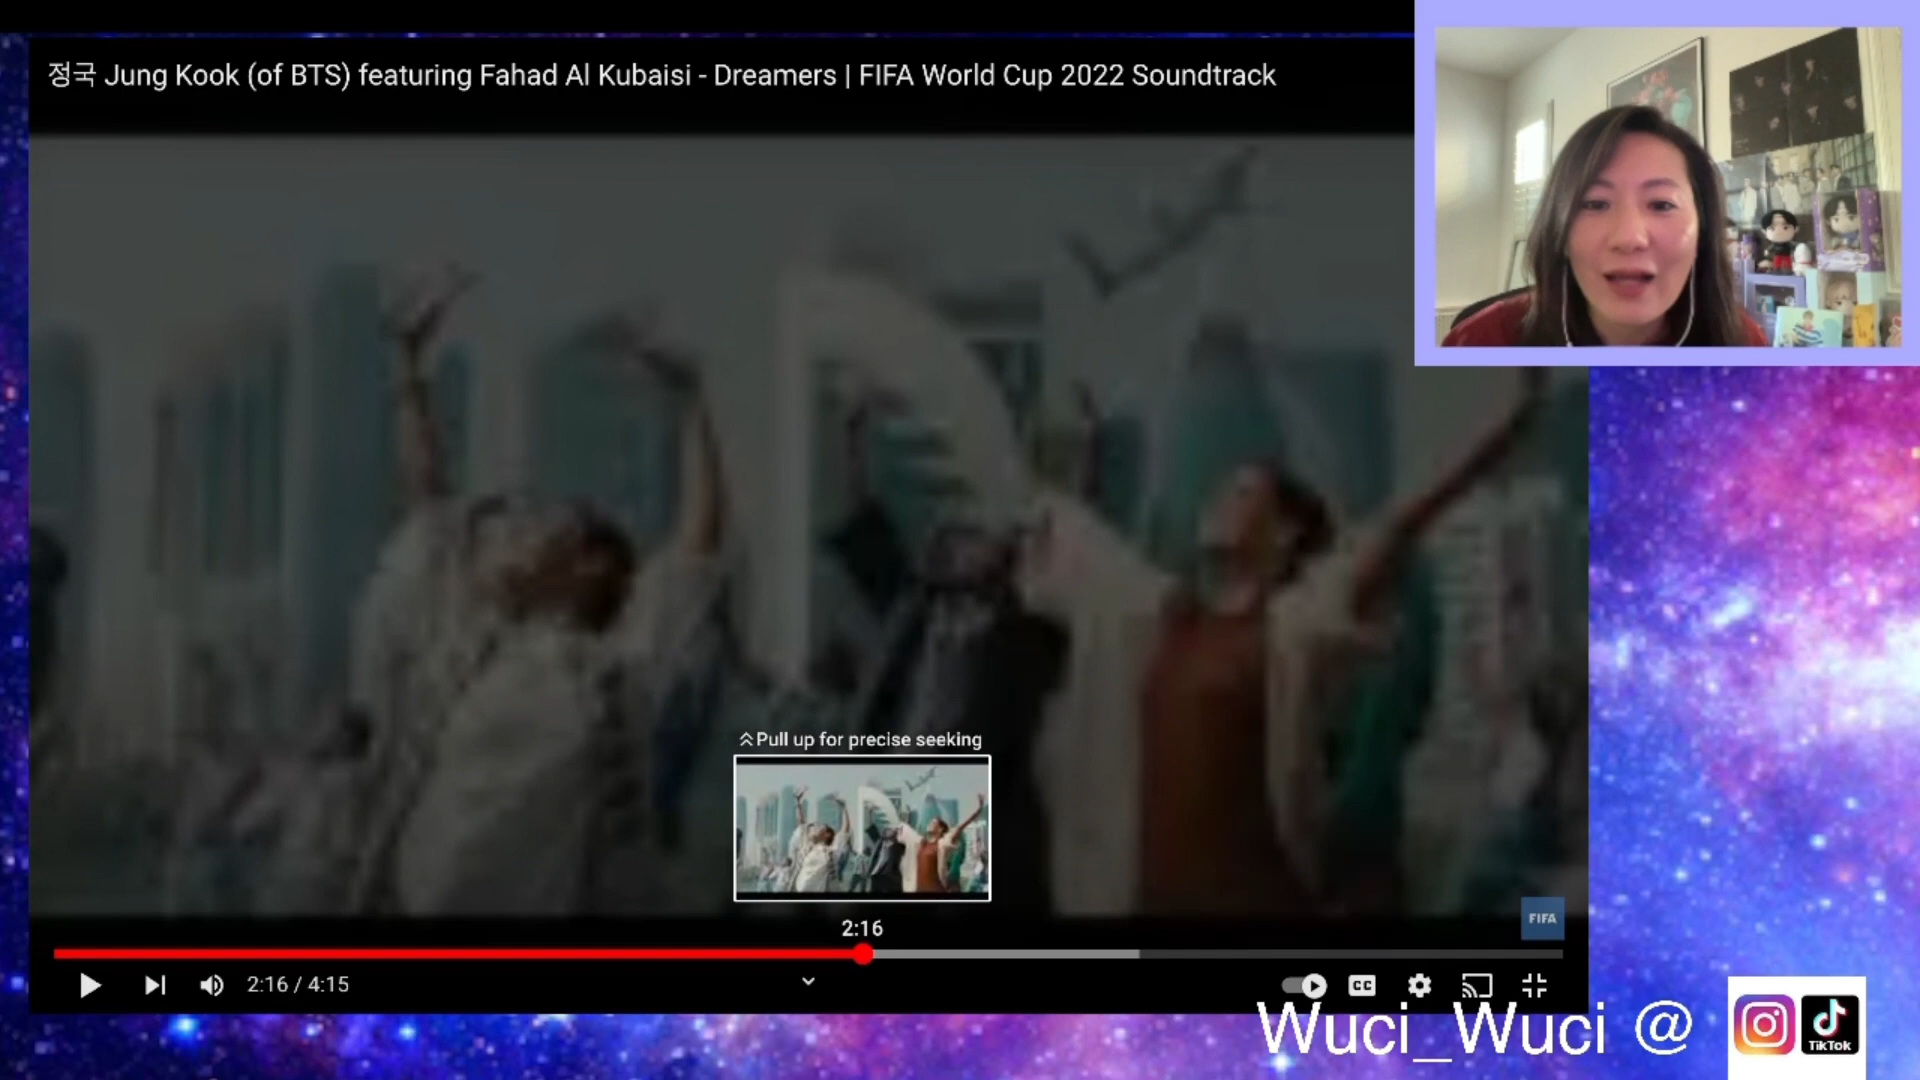 정국 Jung Kook (of BTS) featuring Fahad Al Kubaisi - Dreamers | FIFA World Cup 2022 Soundtrack
Pull up for precise seeking
2:16
FIFA
2:16 / 4:15
CC
Wuci_Wuci @
TikTok